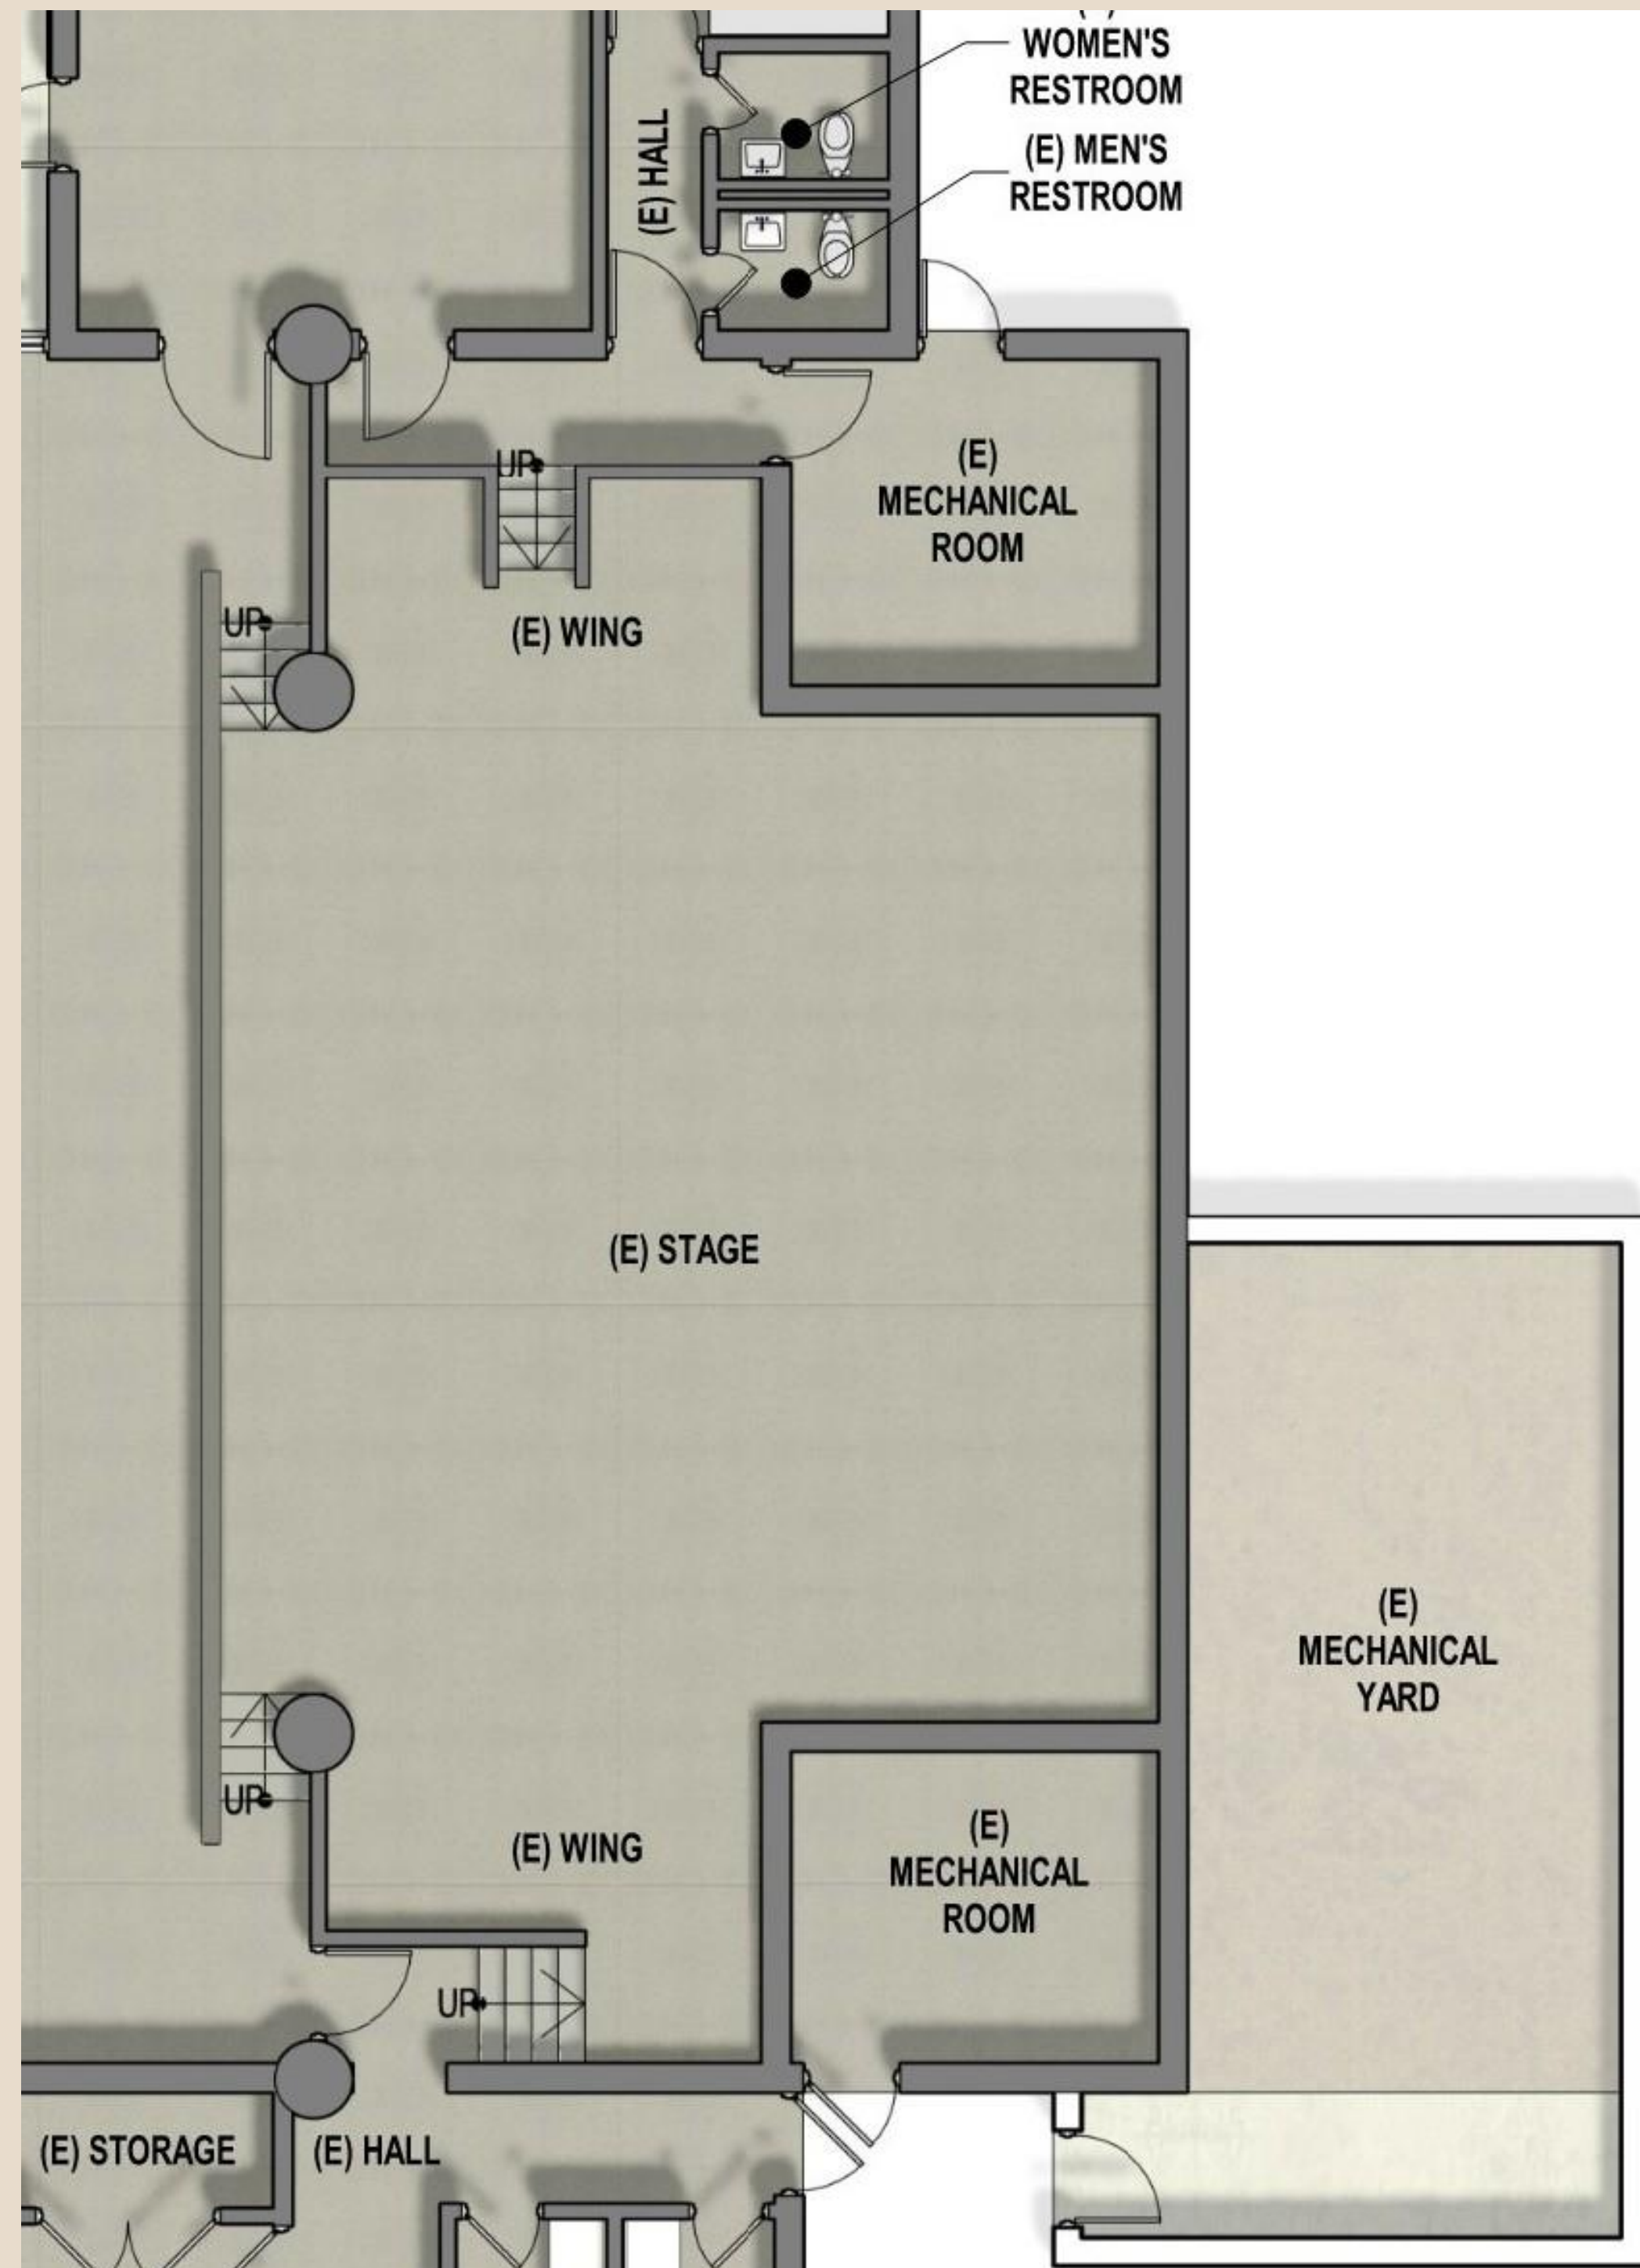 WOMEN'S
RESTROOM
(E) MEN'S
RESTROOM
(E) HALL
(E)
MECHANICAL
ROOM
UP
(E) WING
UP
(E) STAGE
(E)
MECHANICAL
YARD
UP
(E) WING
(E)
MECHANICAL
ROOM
UP
(E) STORAGE
(E) HALL